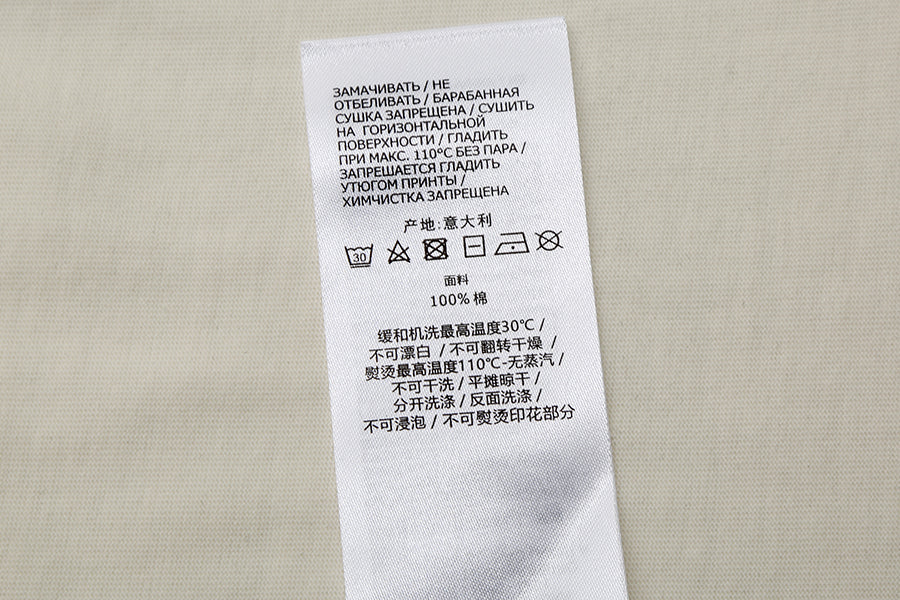 ЗАМАЧИВАТЬ / НЕ
ОТБЕЛИВАТЬ / БАРАБАННАЯ
СУШКА ЗАПРЕЩЕНА / СУШИТЬ
НА ГОРИЗОНТАЛЬНОЙ
ПОВЕРХНОСТИ / ГЛАДИТЬ
ПРИ МАКС. 110°C БЕЗ ПАРА /
ЗАПРЕШАЕТСЯ ГЛАДИТЬ
УТЮГОМ ПРИНТЫ /
ХИМЧИСТКА ЗАПРЕЩЕНА
产地:意大利
30
面料
100% 棉
缓和机洗最高温度30℃ /
不可漂白 / 不可翻转干燥 /
熨烫最高温度110℃-无蒸汽 /
不可干洗 / 平摊晾干 /
分开洗涤 / 反面洗涤 /
不可浸泡 / 不可熨烫印花部分